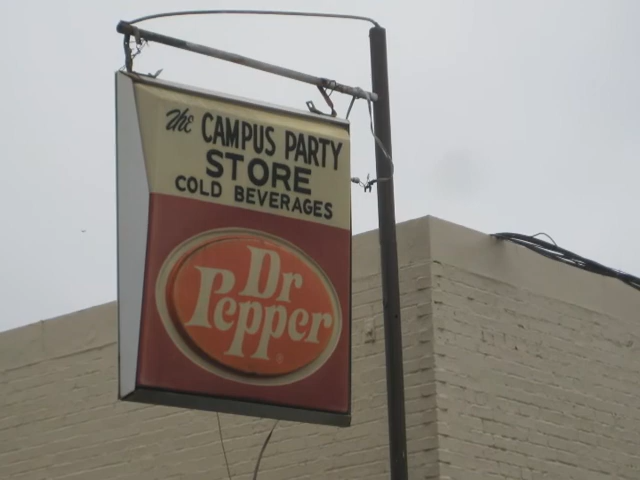 The CAMPUS PARTY
STORE
COLD BEVERAGES
Dr
Pepper